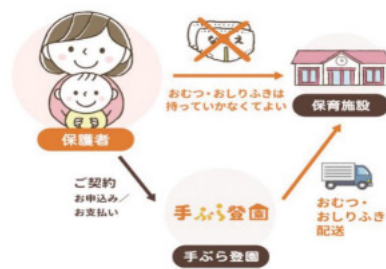 なまえ
おむつ・おしりふきは
持っていかなくてよい
保育施設
保護者
ご契約
お申込み／
お支払い
手ぶら登園
おむつ・
おしりふき
配送
手ぶら登園